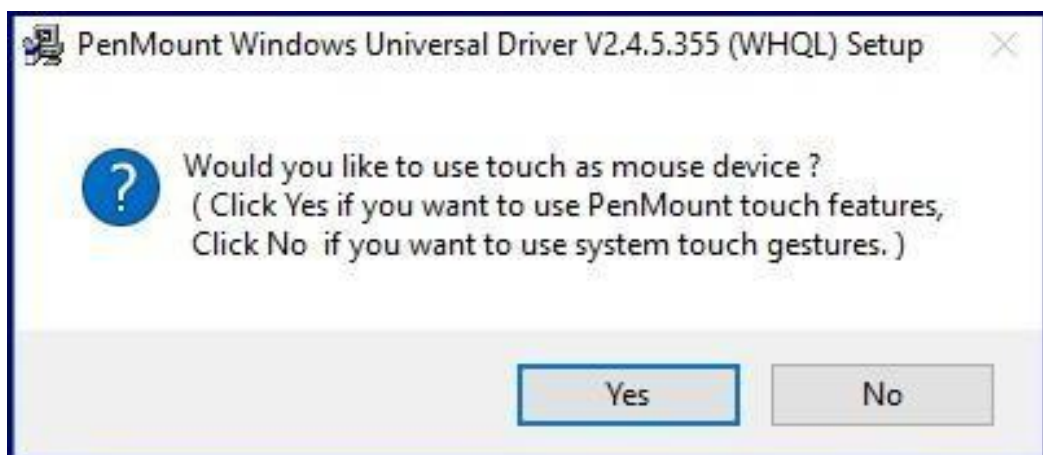 PenMount Windows Universal Driver V2.4.5.355 (WHQL) Setup
Would you like to use touch as mouse device ?
( Click Yes if you want to use PenMount touch features,
Click No  if you want to use system touch gestures. )
Yes
No